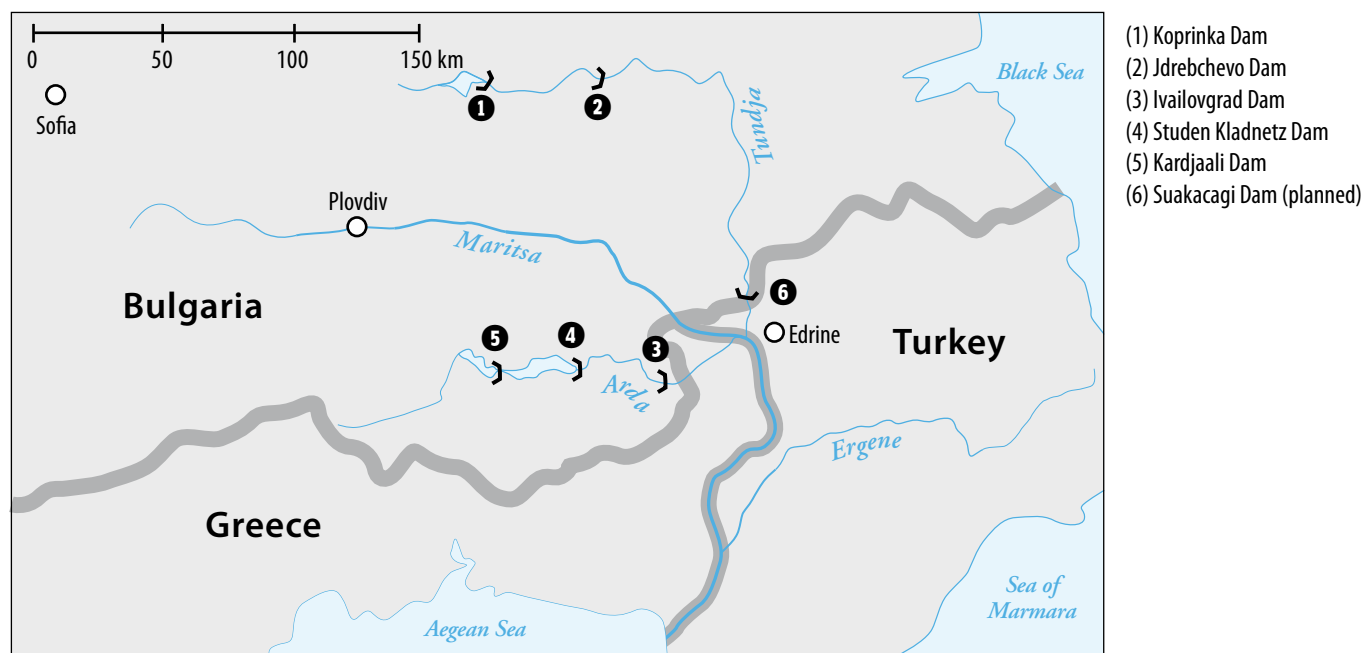 0
50
100
150 km
Sofia
Black Sea
1
2
Tundja
Plovdiv
Maritsa
Bulgaria
6
Edrine
Turkey
5
4
3
Arda
Ergene
Greece
Aegean Sea
Sea of
Marmara
(1) Koprinka Dam
(2) Jdrebchevo Dam
(3) Ivailovgrad Dam
(4) Studen Kladnetz Dam
(5) Kardjaali Dam
(6) Suakacagi Dam (planned)